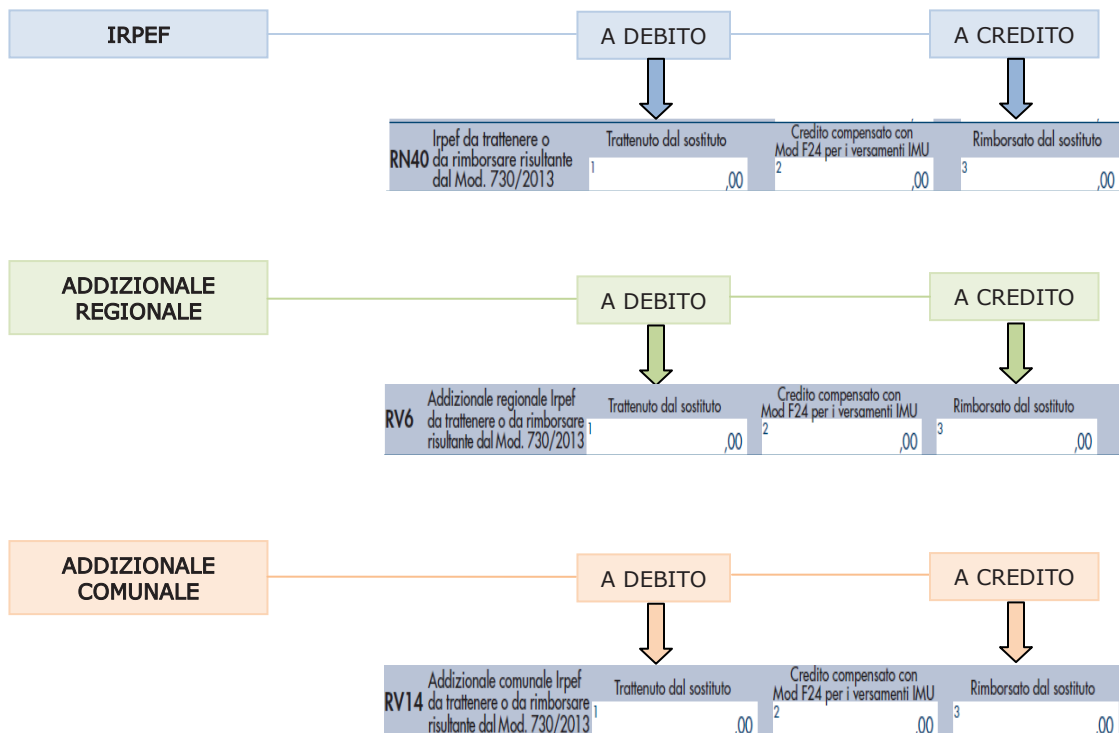 IRPEF
A DEBITO
A CREDITO
RN40
Irpef da trattenere o
da rimborsare risultante
dal Mod. 730/2013
Trattenuto dal sostituto
1
,00
Credito compensato con
Mod F24 per i versamenti IMU
2
,00
Rimborsato dal sostituto
3
,00
ADDIZIONALE
REGIONALE
A DEBITO
A CREDITO
RV6
Addizionale regionale Irpef
da trattenere o da rimborsare
risultante dal Mod. 730/2013
Trattenuto dal sostituto
1
,00
Credito compensato con
Mod F24 per i versamenti IMU
2
,00
Rimborsato dal sostituto
3
,00
ADDIZIONALE
COMUNALE
A DEBITO
A CREDITO
RV14
Addizionale comunale Irpef
da trattenere o da rimborsare
risultante dal Mod. 730/2013
Trattenuto dal sostituto
1
,00
Credito compensato con
Mod F24 per i versamenti IMU
2
,00
Rimborsato dal sostituto
3
,00